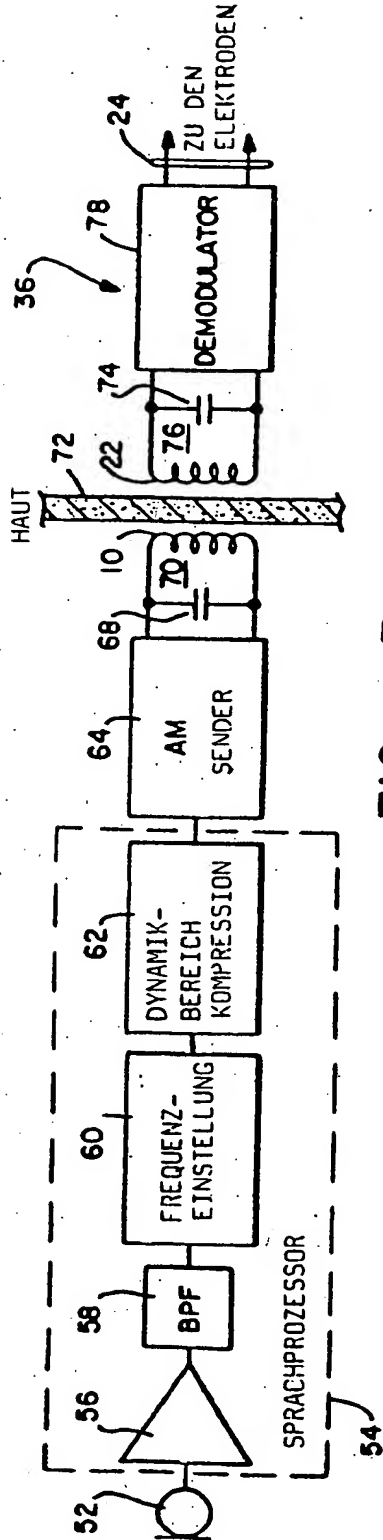 52
56
58
BPF
60
FREQUENZ-
EINSTELLUNG
62
DYNAMIK-
BEREICH
KOMPRESSION
SPRACHPROZESSOR
54
64
AM
SENDER
68
70
10
HAUT
72
22
76
74
36
78
DEMODULATOR
24
ZU DEN
ELEKTRODEN